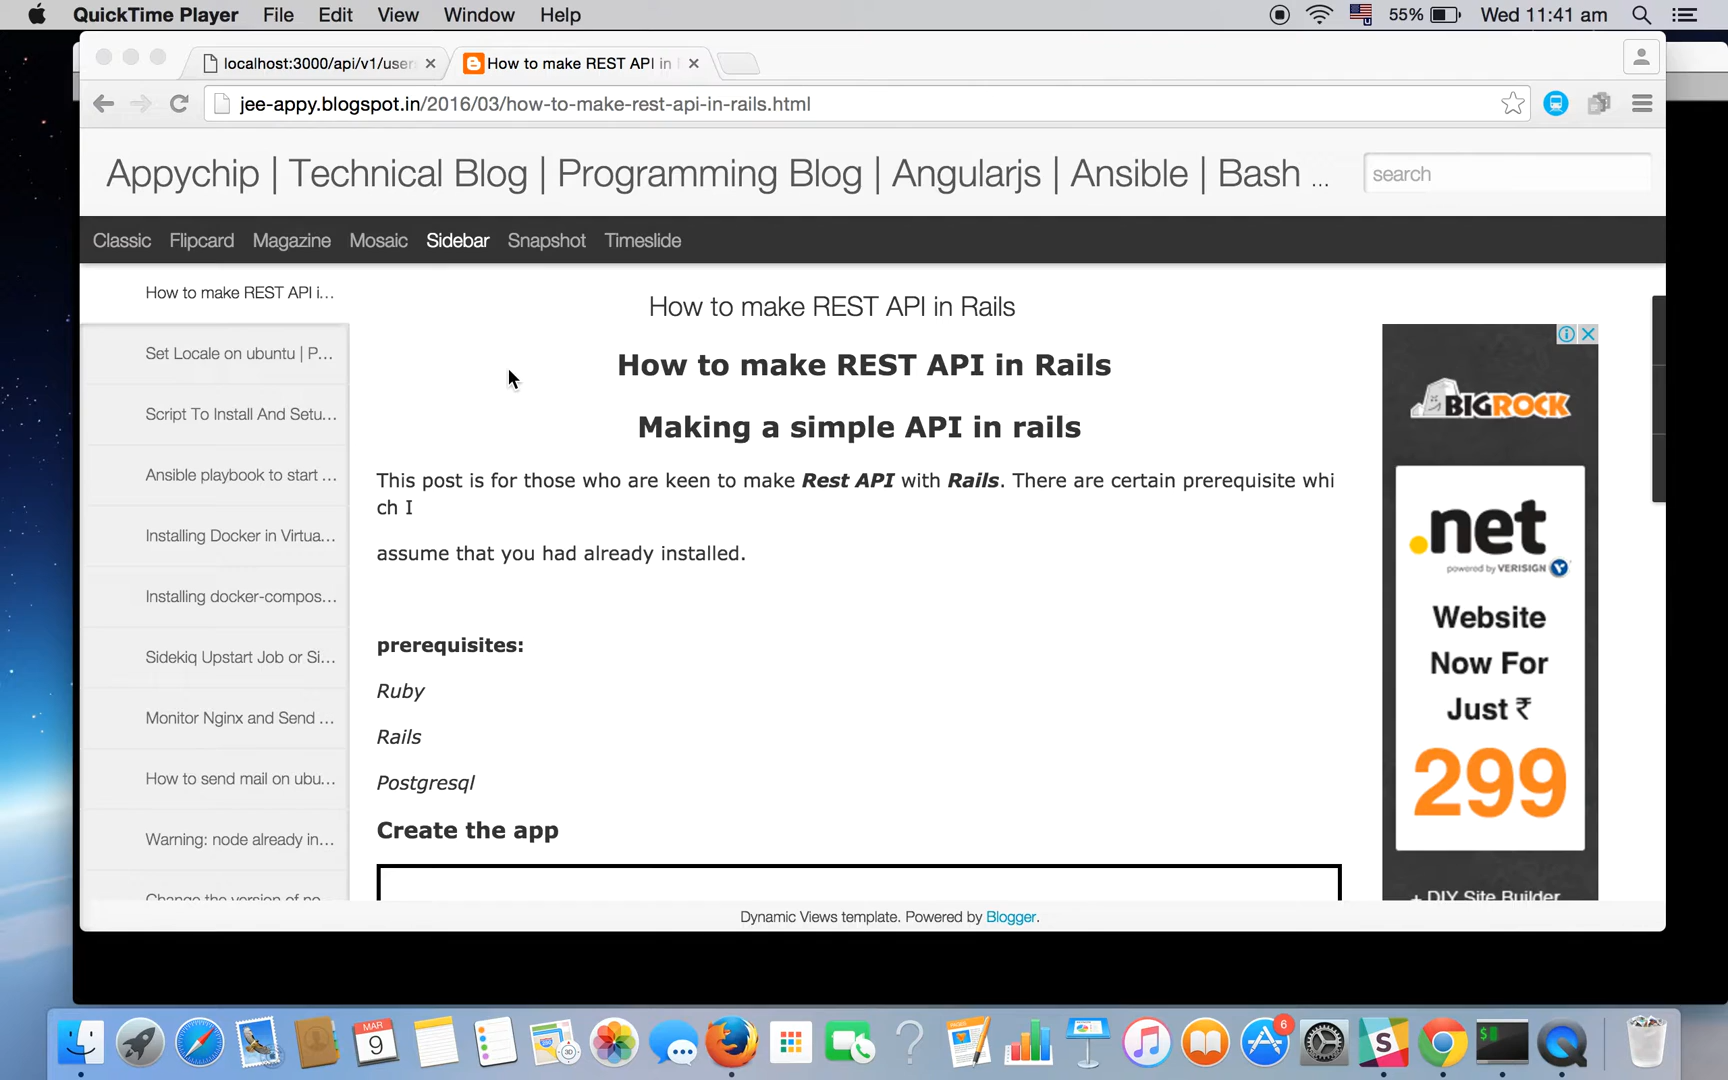 QuickTime Player File Edit View Window Help 55% Wed 11:41 am
localhost:3000/api/v1/user How to make REST API in
jee-appy.blogspot.in/2016/03/how-to-make-rest-api-in-rails.html
Appychip | Technical Blog | Programming Blog | Angularjs | Ansible | Bash ... search
Classic Flipcard Magazine Mosaic Sidebar Snapshot Timeslide
How to make REST API i...
Set Locale on ubuntu | P...
Script To Install And Setu...
Ansible playbook to start ...
Installing Docker in Virtua...
Installing docker-compos...
Sidekiq Upstart Job or Si...
Monitor Nginx and Send ...
How to send mail on ubu...
Warning: node already in...
Change the version of no...
How to make REST API in Rails
How to make REST API in Rails
Making a simple API in rails
This post is for those who are keen to make Rest API with Rails. There are certain prerequisite whi
ch I
assume that you had already installed.
prerequisites:
Ruby
Rails
Postgresql
Create the app
BIGROCK
.net
powered by VERISIGN
Website
Now For
Just ₹
299
+ DIY Site Builder
Dynamic Views template. Powered by Blogger.
MAR
9
3D
?
6
S
$